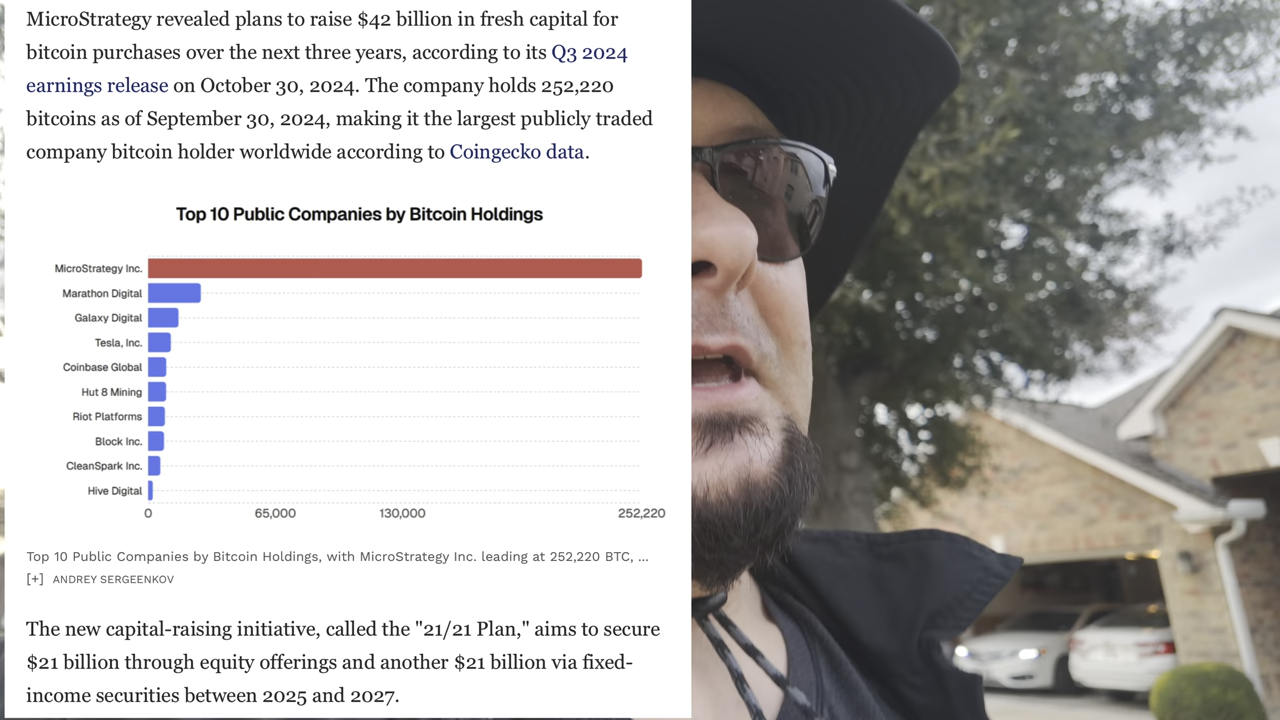 MicroStrategy revealed plans to raise $42 billion in fresh capital for
bitcoin purchases over the next three years, according to its Q3 2024
earnings release on October 30, 2024. The company holds 252,220
bitcoins as of September 30, 2024, making it the largest publicly traded
company bitcoin holder worldwide according to Coingecko data.
Top 10 Public Companies by Bitcoin Holdings
MicroStrategy Inc.
Marathon Digital
Galaxy Digital
Tesla, Inc.
Coinbase Global
Hut 8 Mining
Riot Platforms
Block Inc.
CleanSpark Inc.
Hive Digital
0 65,000 130,000 252,220
Top 10 Public Companies by Bitcoin Holdings, with MicroStrategy Inc. leading at 252,220 BTC, ...
[+] ANDREY SERGEENKOV
The new capital-raising initiative, called the "21/21 Plan," aims to secure
$21 billion through equity offerings and another $21 billion via fixed-
income securities between 2025 and 2027.